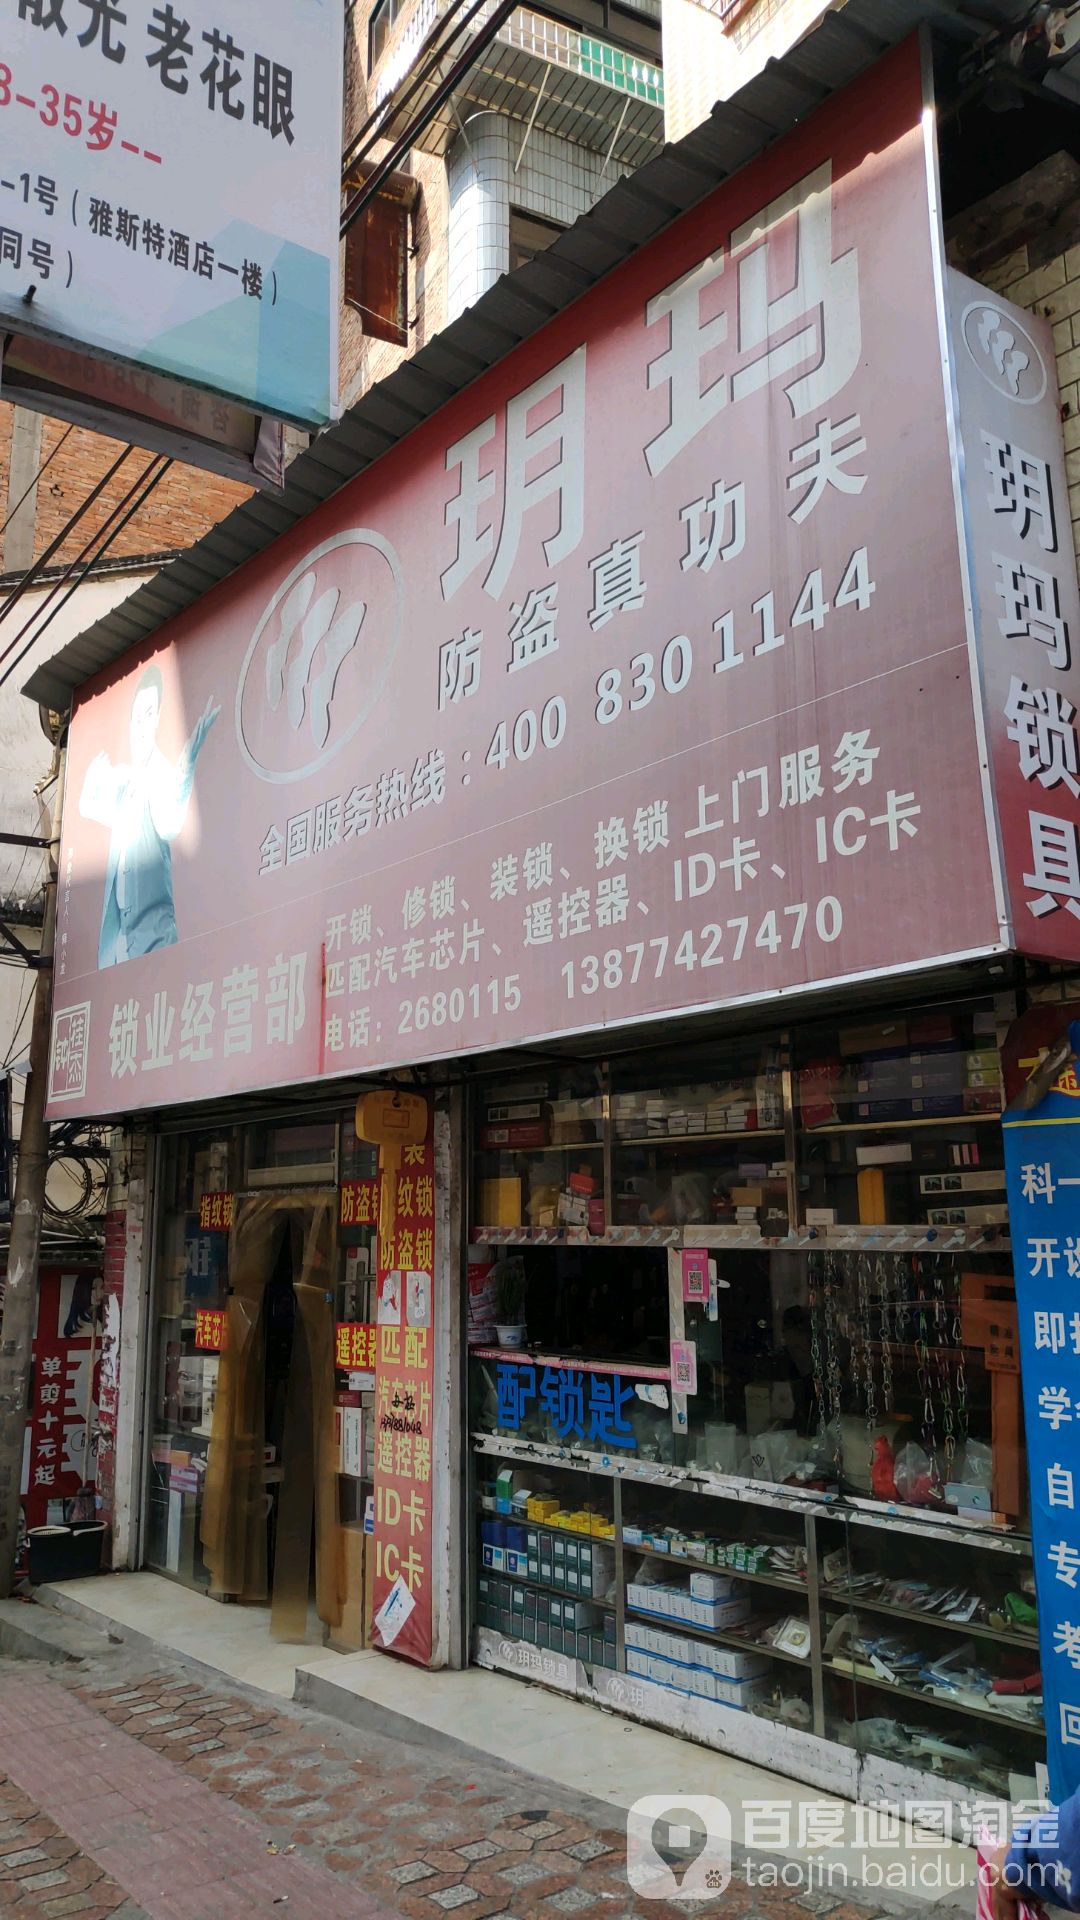 散光 老花眼
8-35岁--
-1号（雅斯特酒店一楼）
同号）
咨询：
玥玛
防盗真功夫
全国服务热线：400 830 1144
开锁、修锁、装锁、换锁 上门服务
匹配汽车芯片、遥控器、ID卡、IC卡
锁业经营部
电话：2680115 13877427470
玥玛锁具
指纹锁
汽车芯片
防盗锁
遥控器
装
纹锁
防盗锁
匹配
汽车芯片
遥控器
ID卡
IC卡
配锁匙
玥玛锁具
玥
单剪十元起
科一
开设
即报
学
自
专
考
回
百度地图淘金
taojin.baidu.com